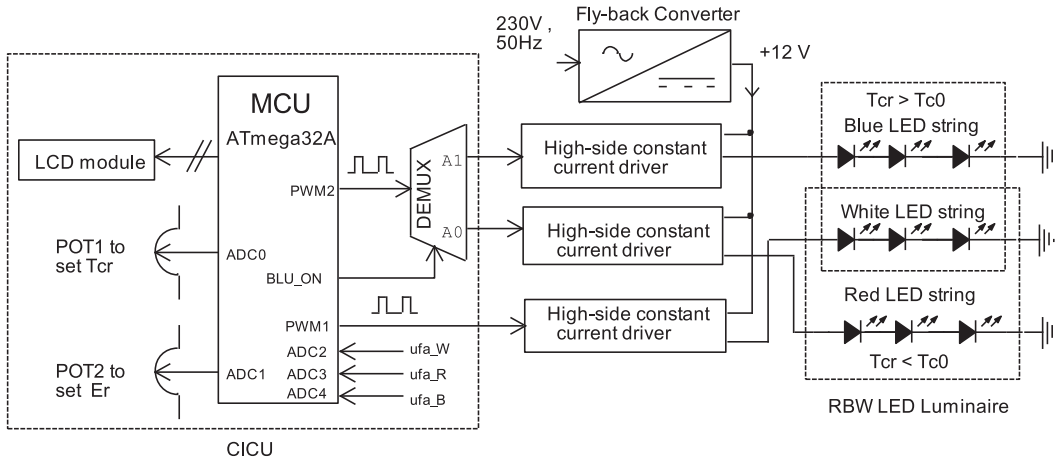 Fly-back Converter
230V ,
50Hz
+12 V
MCU
ATmega32A
LCD module
PWM2
DEMUX
A1
A0
High-side constant
current driver
Tcr > Tc0
Blue LED string
POT1 to
set Tcr
ADC0
BLU_ON
High-side constant
current driver
White LED string
PWM1
High-side constant
current driver
Red LED string
Tcr < Tc0
ADC2
ufa_W
POT2 to
set Er
ADC1
ADC3
ufa_R
ADC4
ufa_B
RBW LED Luminaire
CICU